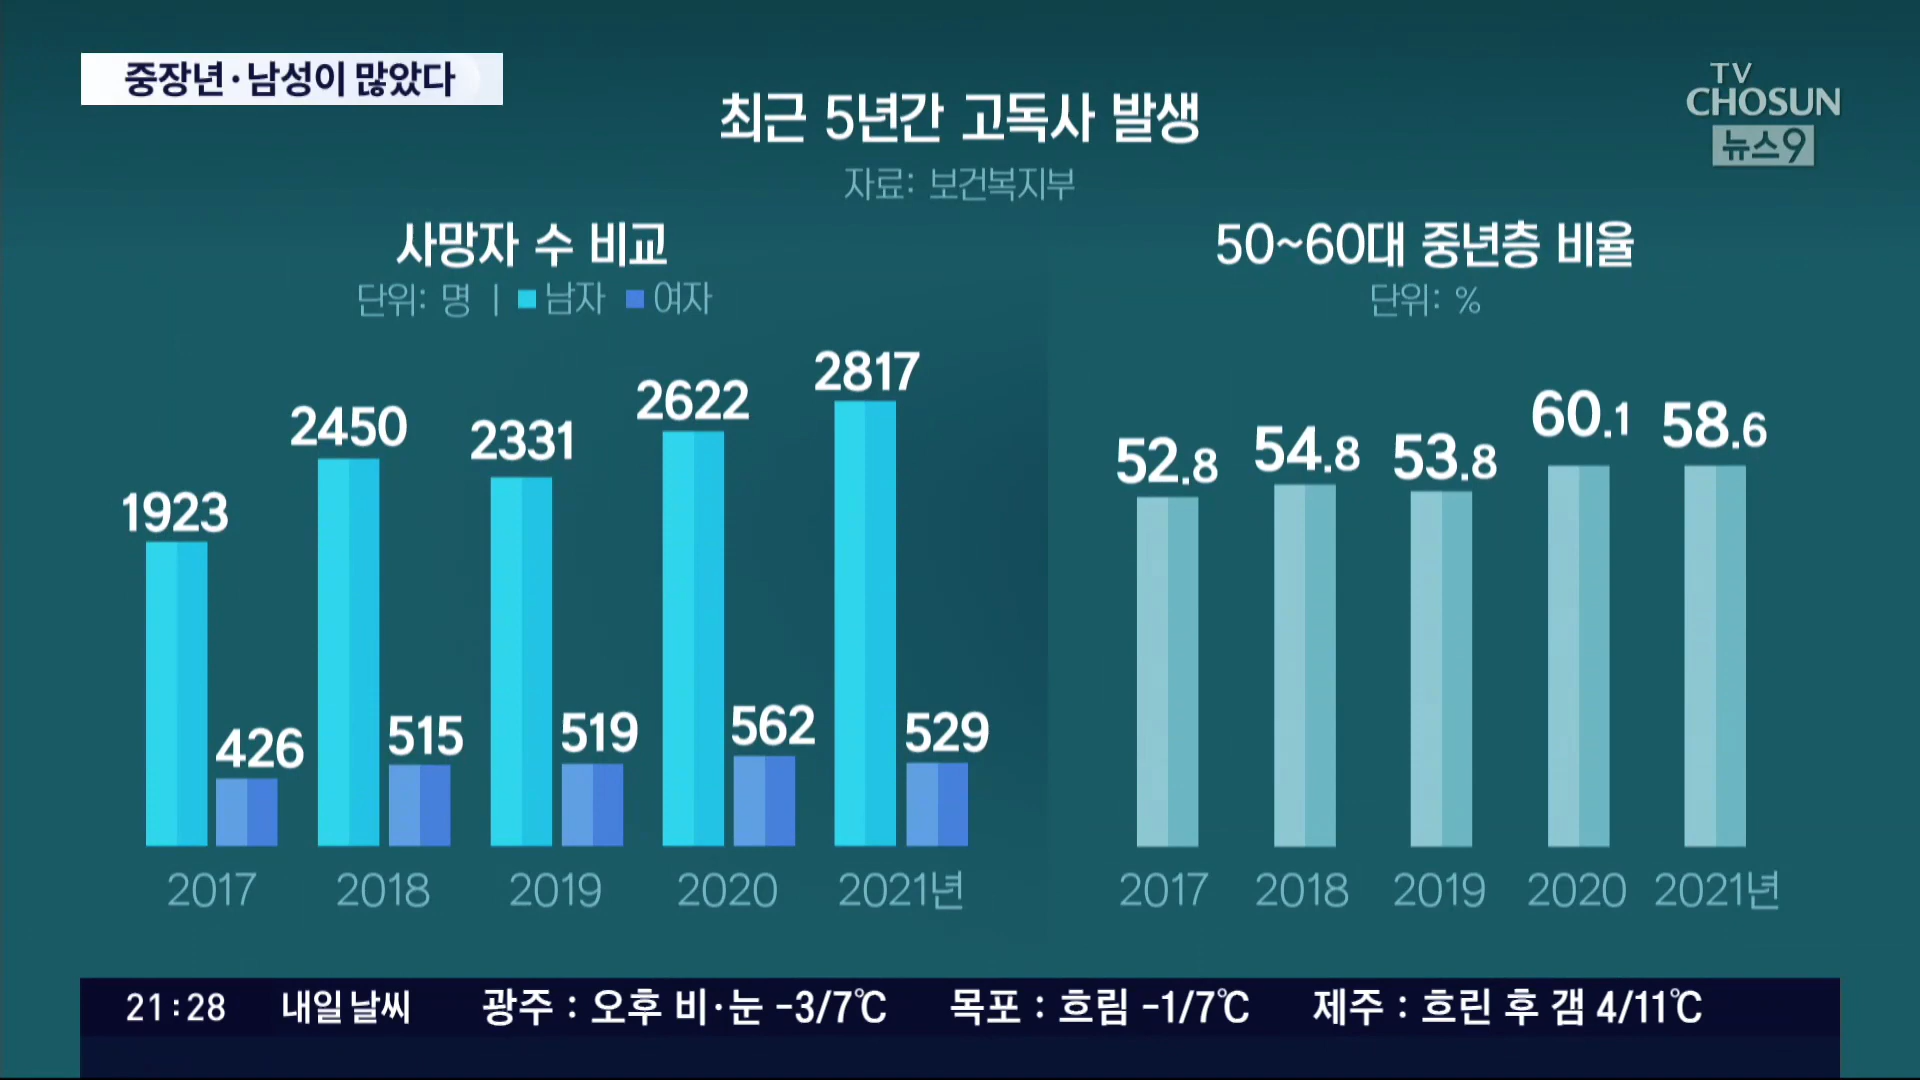 중장년·남성이 많았다
TV
CHOSUN
뉴스9
최근 5년간 고독사 발생
자료: 보건복지부
사망자 수 비교
단위: 명 | 남자 여자
1923
426
2450
515
2331
519
2622
562
2817
529
2017 2018 2019 2020 2021년
50~60대 중년층 비율
단위: %
52.8 54.8 53.8 60.1 58.6
2017 2018 2019 2020 2021년
21:28 내일 날씨 광주 : 오후 비·눈 -3/7℃ 목포 : 흐림 -1/7℃ 제주 : 흐린 후 갬 4/11℃